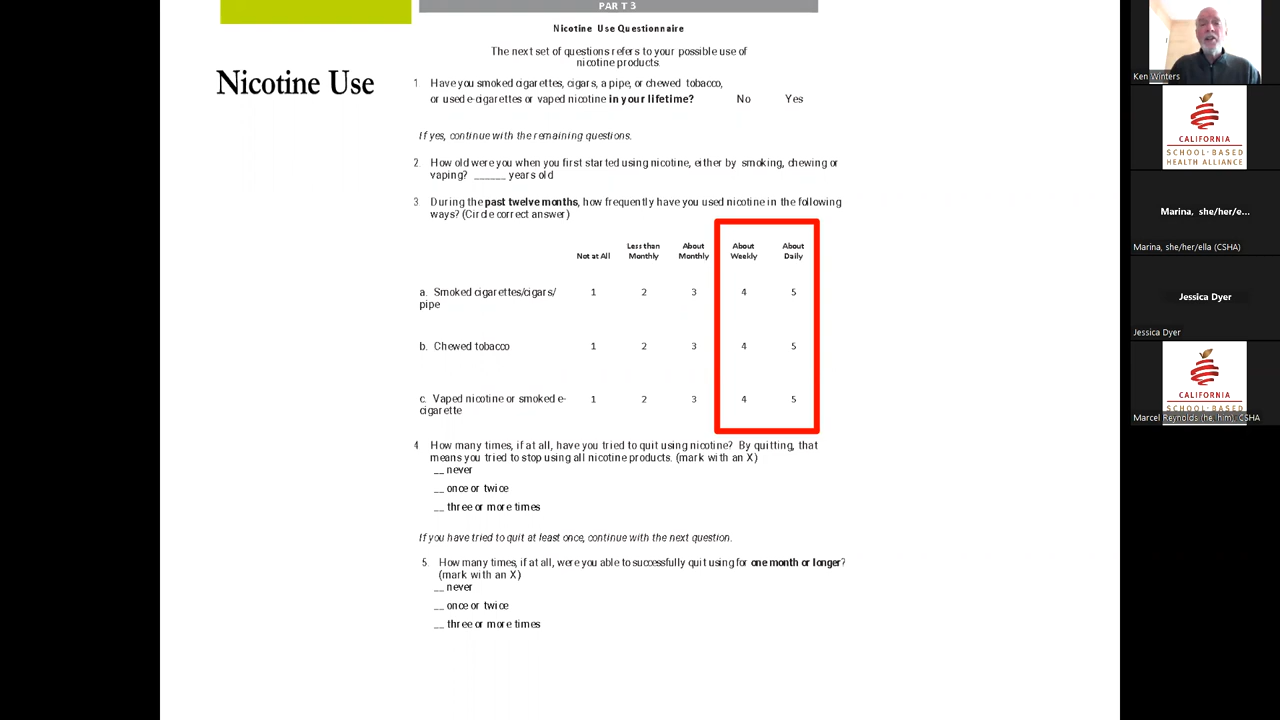 PART 3
Nicotine Use Questionnaire
The next set of questions refers to your possible use of
nicotine products.
Nicotine Use
1. Have you smoked cigarettes, cigars, a pipe, or chewed tobacco,
or used e-cigarettes or vaped nicotine in your lifetime? No Yes
If yes, continue with the remaining questions.
2. How old were you when you first started using nicotine, either by smoking, chewing or
vaping? ______ years old
3 During the past twelve months, how frequently have you used nicotine in the following
ways? (Circle correct answer)
Not at All Less than Monthly About Monthly About Weekly About Daily
a. Smoked cigarettes/cigars/ 1 2 3 4 5
pipe
b. Chewed tobacco 1 2 3 4 5
c. Vaped nicotine or smoked e- 1 2 3 4 5
cigarette
4 How many times, if at all, have you tried to quit using nicotine? By quitting, that
means you tried to stop using all nicotine products. (mark with an X)
__ never
__ once or twice
__ three or more times
If you have tried to quit at least once, continue with the next question.
5. How many times, if at all, were you able to successfully quit using for one month or longer?
(mark with an X)
__ never
__ once or twice
__ three or more times
Ken Winters
CALIFORNIA
SCHOOL-BASED
HEALTH ALLIANCE
Marina, she/her/e...
Marina, she/her/ella (CSHA)
Jessica Dyer
Jessica Dyer
CALIFORNIA
SCHOOL-BASED
Marcel Reynolds (he, him), CSHA